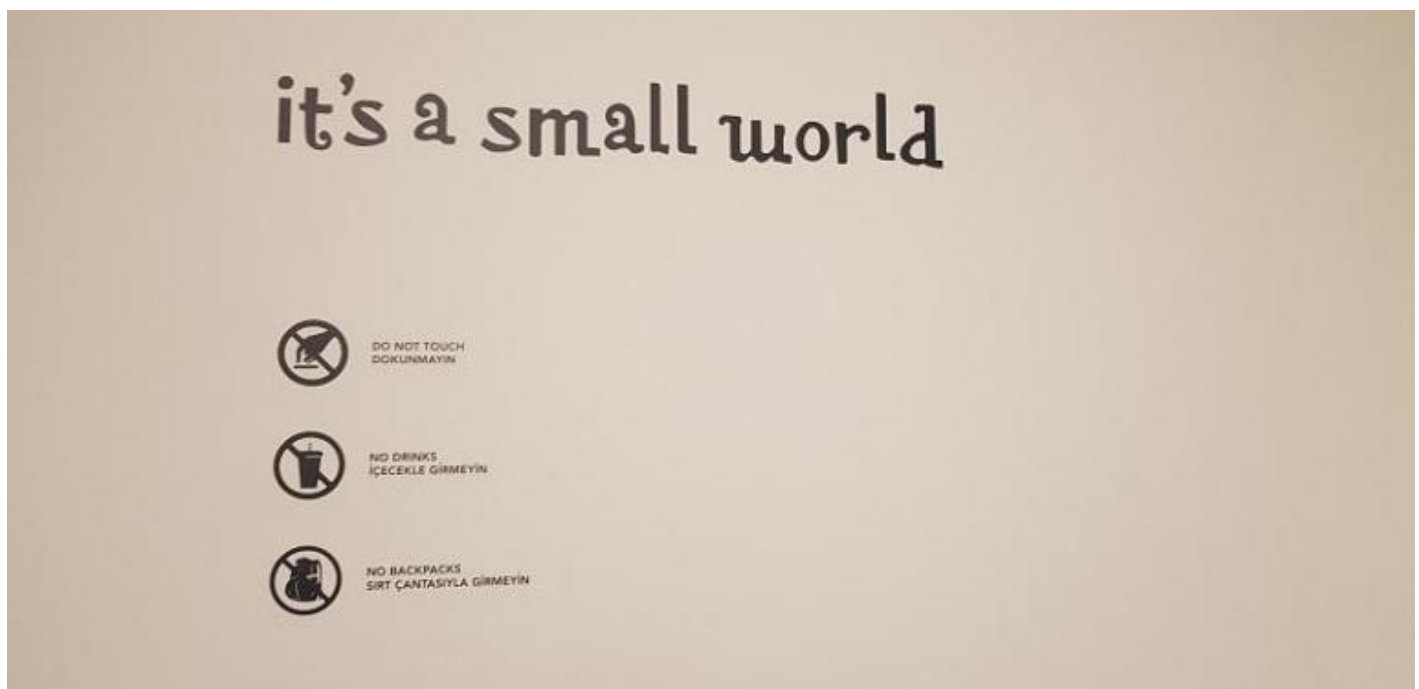 it's a small world
DO NOT TOUCH
DOKUNMAYIN
NO DRINKS
İÇECEKLE GİRMEYİN
NO BACKPACKS
SIRT ÇANTASIYLA GİRMEYİN